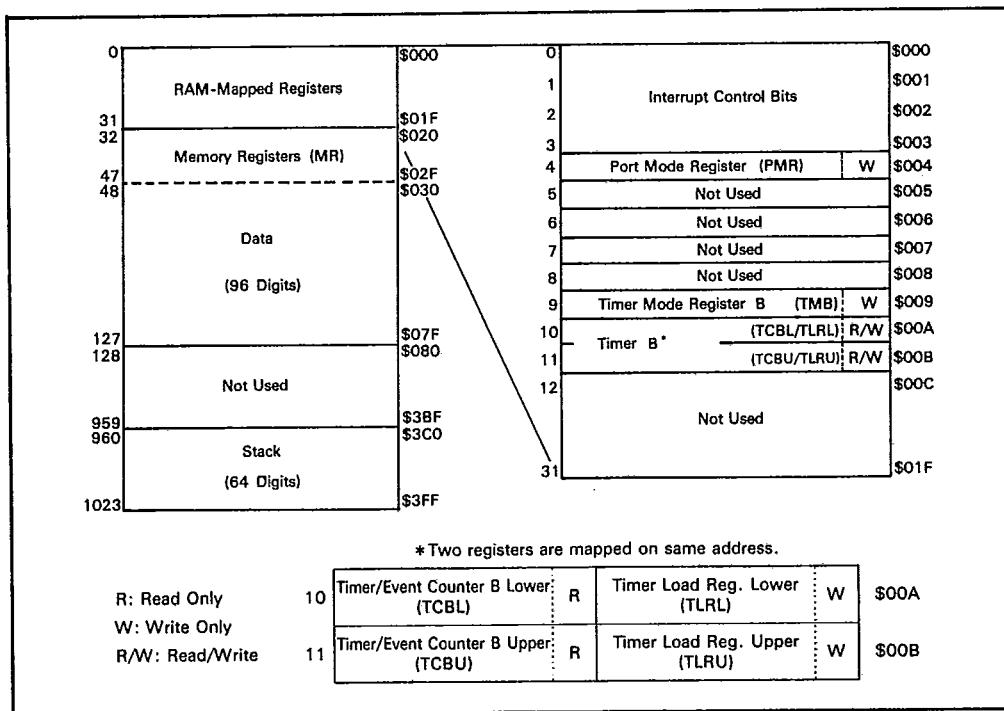 0 $000
RAM-Mapped Registers
31 $01F
32 $020
Memory Registers (MR)
47 $02F
48 $030
Data
(96 Digits)
127 $07F
128 $080
Not Used
959 $3BF
960 $3C0
Stack
(64 Digits)
1023 $3FF
0 $000
1 $001
Interrupt Control Bits
2 $002
3 $003
4 Port Mode Register (PMR) W $004
5 Not Used $005
6 Not Used $006
7 Not Used $007
8 Not Used $008
9 Timer Mode Register B (TMB) W $009
10 (TCBL/TLRL) R/W $00A
Timer B*
11 (TCBU/TLRU) R/W $00B
12 $00C
Not Used
31 $01F
*Two registers are mapped on same address.
R: Read Only
W: Write Only
R/W: Read/Write
10 Timer/Event Counter B Lower (TCBL) R Timer Load Reg. Lower (TLRL) W $00A
11 Timer/Event Counter B Upper (TCBU) R Timer Load Reg. Upper (TLRU) W $00B